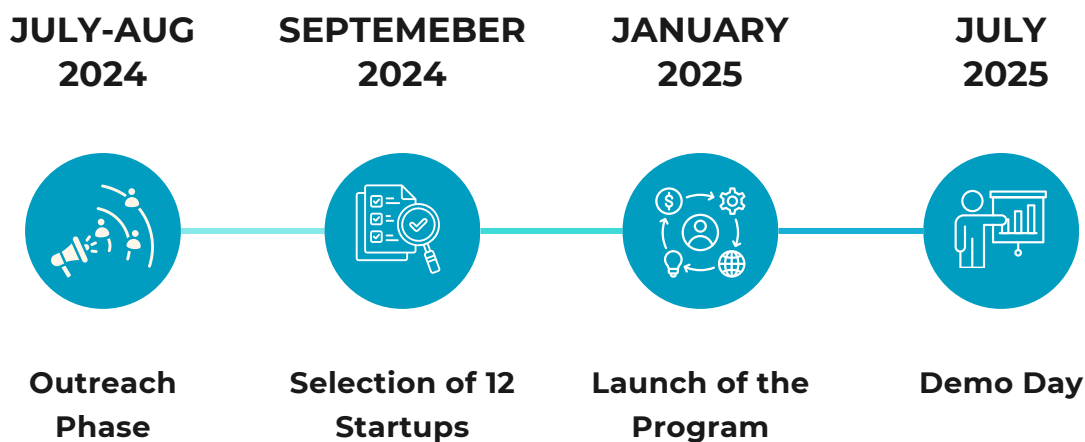 JULY-AUG
2024
SEPTEMEBER
2024
JANUARY
2025
JULY
2025
$
Outreach
Phase
Selection of 12
Startups
Launch of the
Program
Demo Day